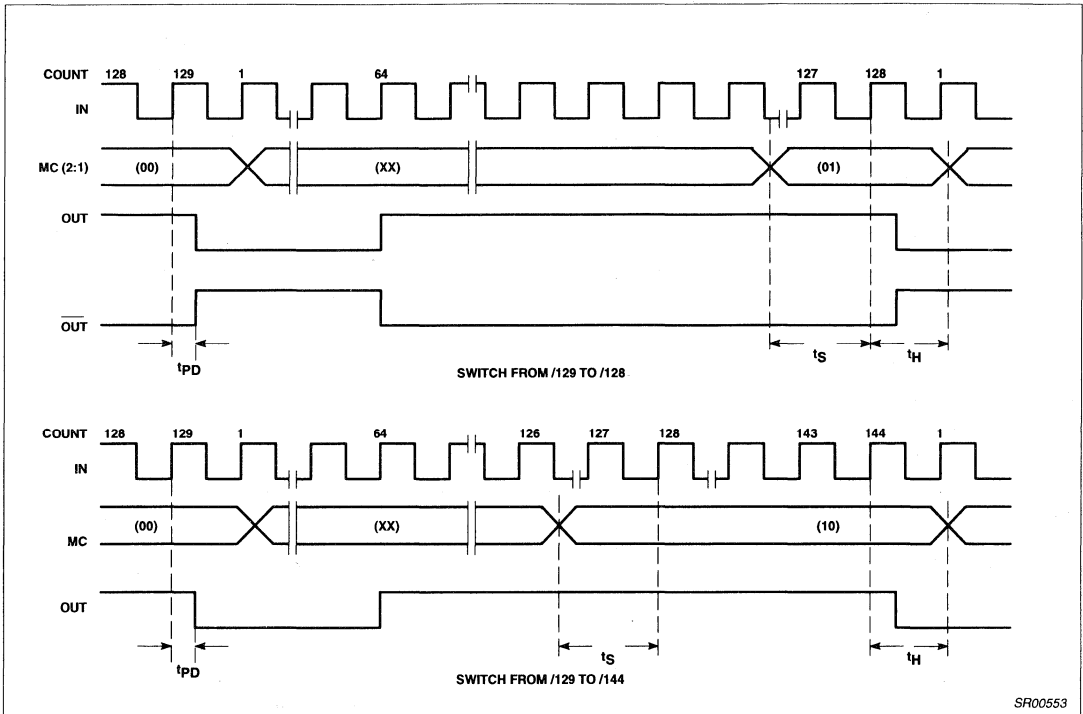 COUNT 128 129 1 64 127 128 1
IN
MC (2:1) (00) (XX) (01)
OUT
OUT
tPD tS tH
SWITCH FROM /129 TO /128
COUNT 128 129 1 64 126 127 128 143 144 1
IN
MC (00) (XX) (10)
OUT
tPD tS tH
SWITCH FROM /129 TO /144
SR00553